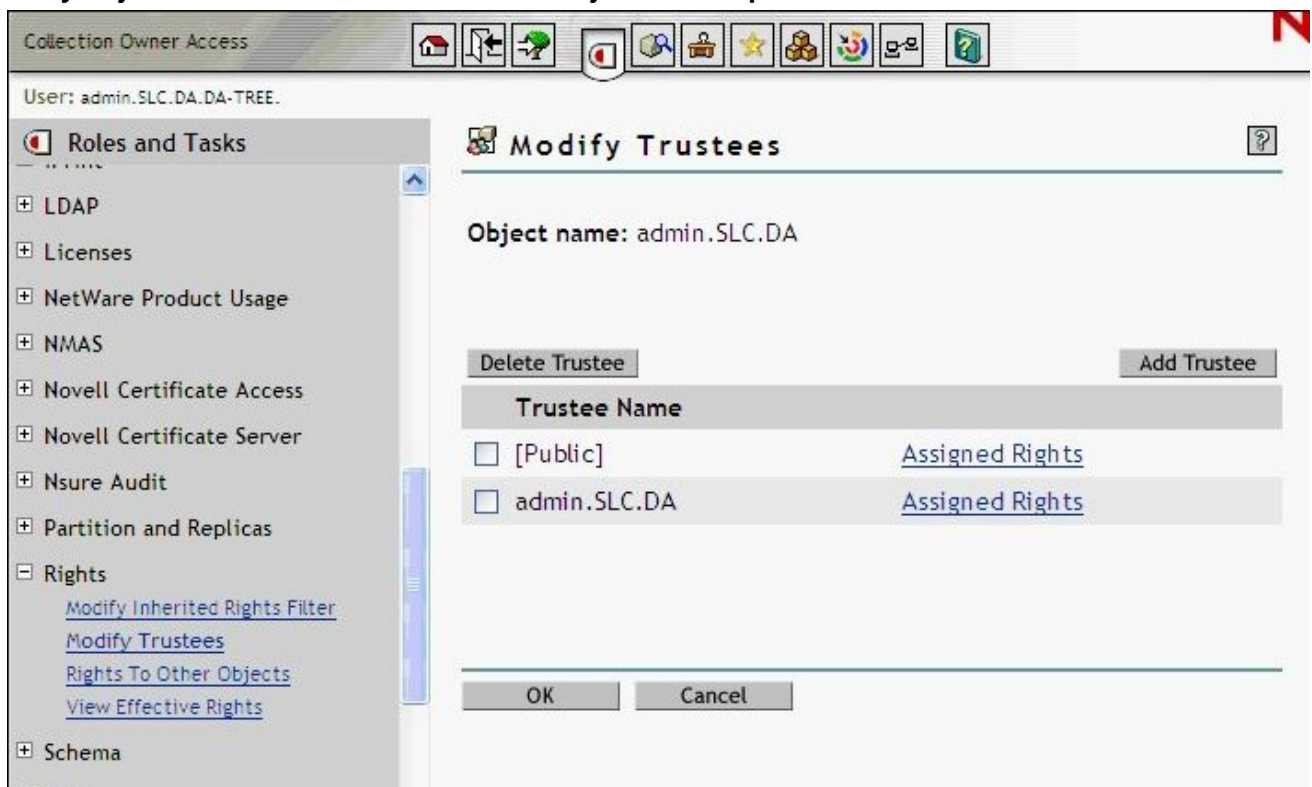 Collection Owner Access
N
User: admin.SLC.DA.DA-TREE.
Roles and Tasks
LDAP
Licenses
NetWare Product Usage
NMAS
Novell Certificate Access
Novell Certificate Server
Nsure Audit
Partition and Replicas
Rights
Modify Inherited Rights Filter
Modify Trustees
Rights To Other Objects
View Effective Rights
Schema
Modify Trustees
?
Object name: admin.SLC.DA
Delete Trustee Add Trustee
Trustee Name
[Public] Assigned Rights
admin.SLC.DA Assigned Rights
OK Cancel